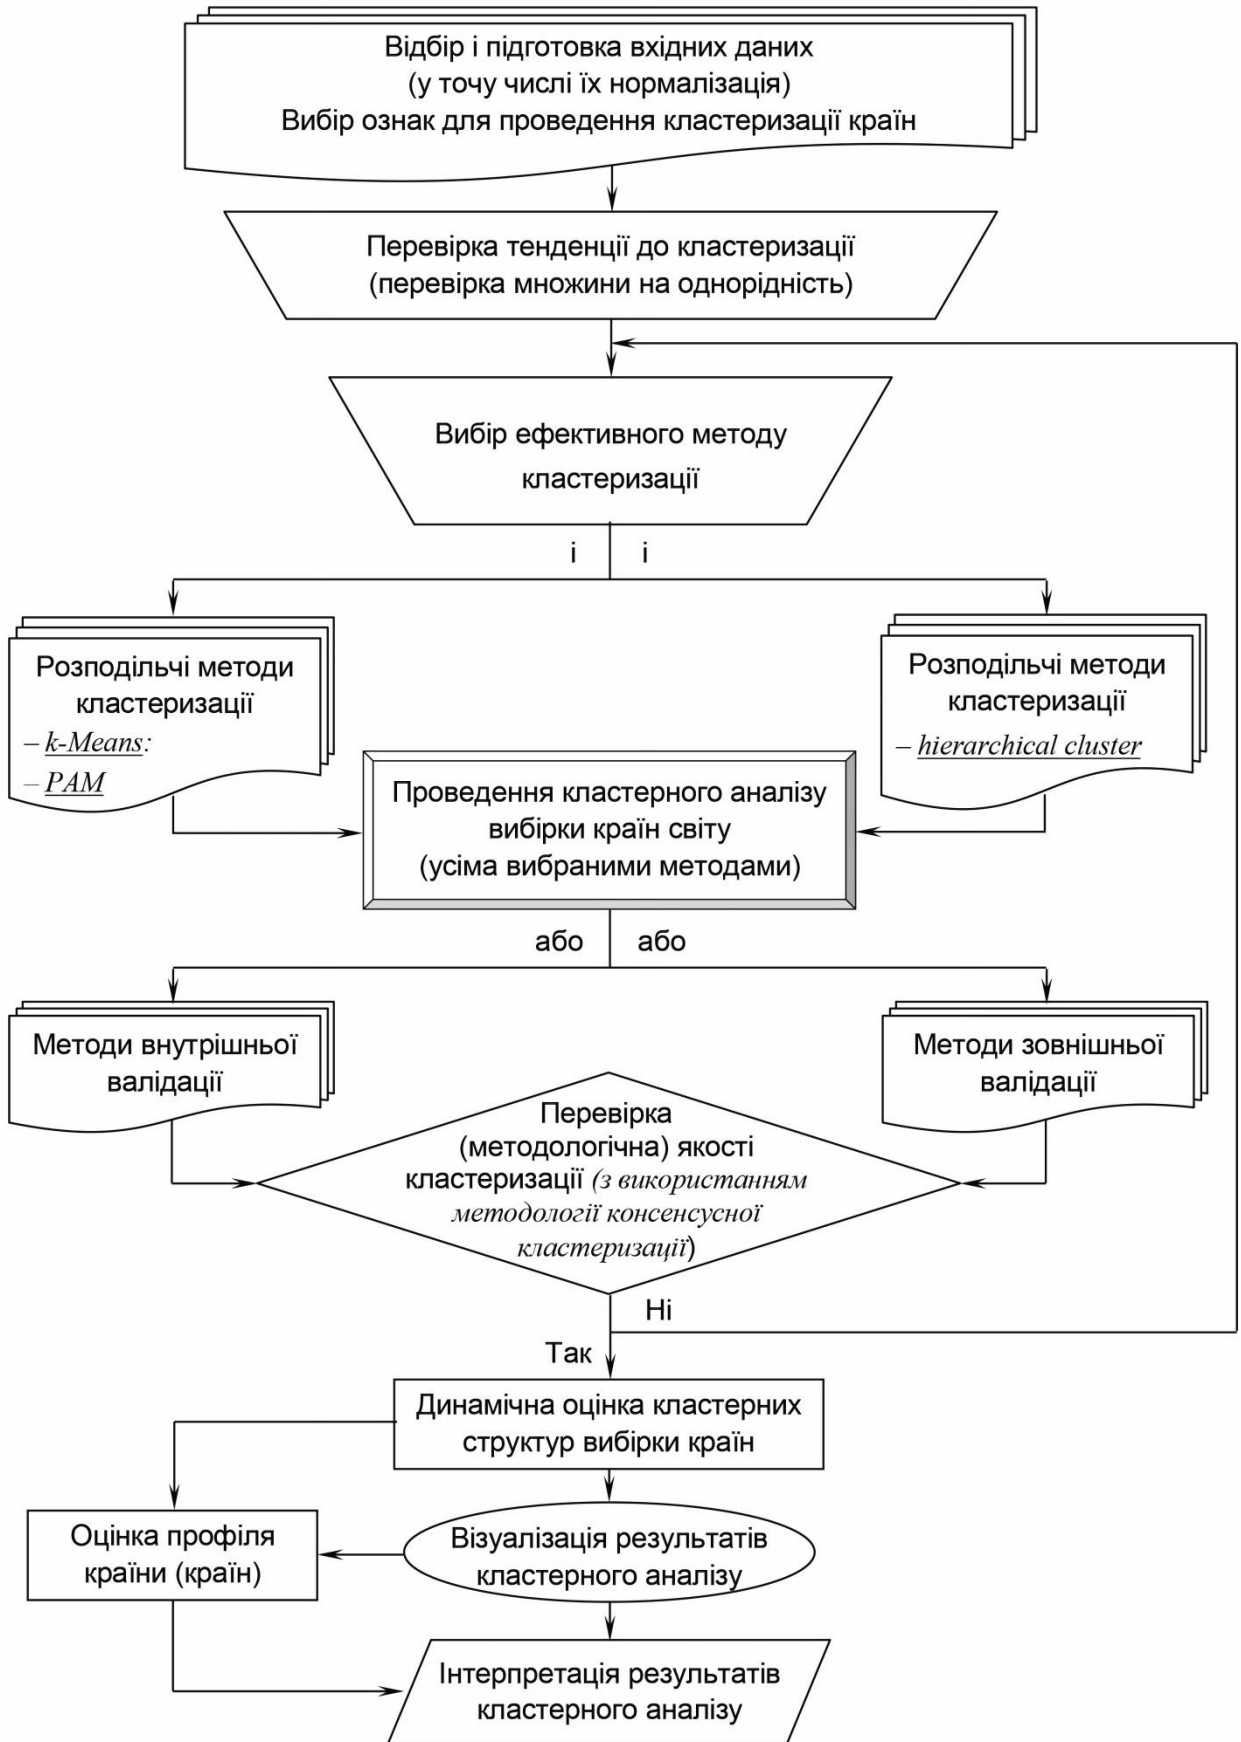 Відбір і підготовка вхідних даних
(у точу числі їх нормалізація)
Вибір ознак для проведення кластеризації країн
Перевірка тенденції до кластеризації
(перевірка множини на однорідність)
Вибір ефективного методу
кластеризації
і і
Розподільчі методи
кластеризації
– k-Means:
– PAM
Розподільчі методи
кластеризації
– hierarchical cluster
Проведення кластерного аналізу
вибірки країн світу
(усіма вибраними методами)
або або
Методи внутрішньої
валідації
Методи зовнішньої
валідації
Перевірка
(методологічна) якості
кластеризації (з використанням
методології консенсусної
кластеризації)
Ні
Так
Динамічна оцінка кластерних
структур вибірки країн
Оцінка профіля
країни (країн)
Візуалізація результатів
кластерного аналізу
Інтерпретація результатів
кластерного аналізу